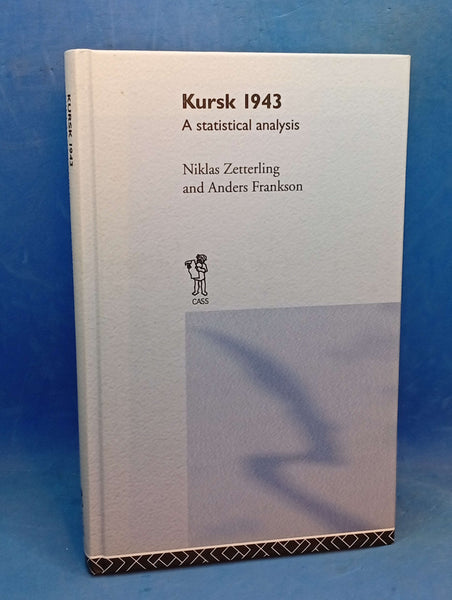 KURSK 1943
Kursk 1943
A statistical analysis
Niklas Zetterling
and Anders Frankson
CASS